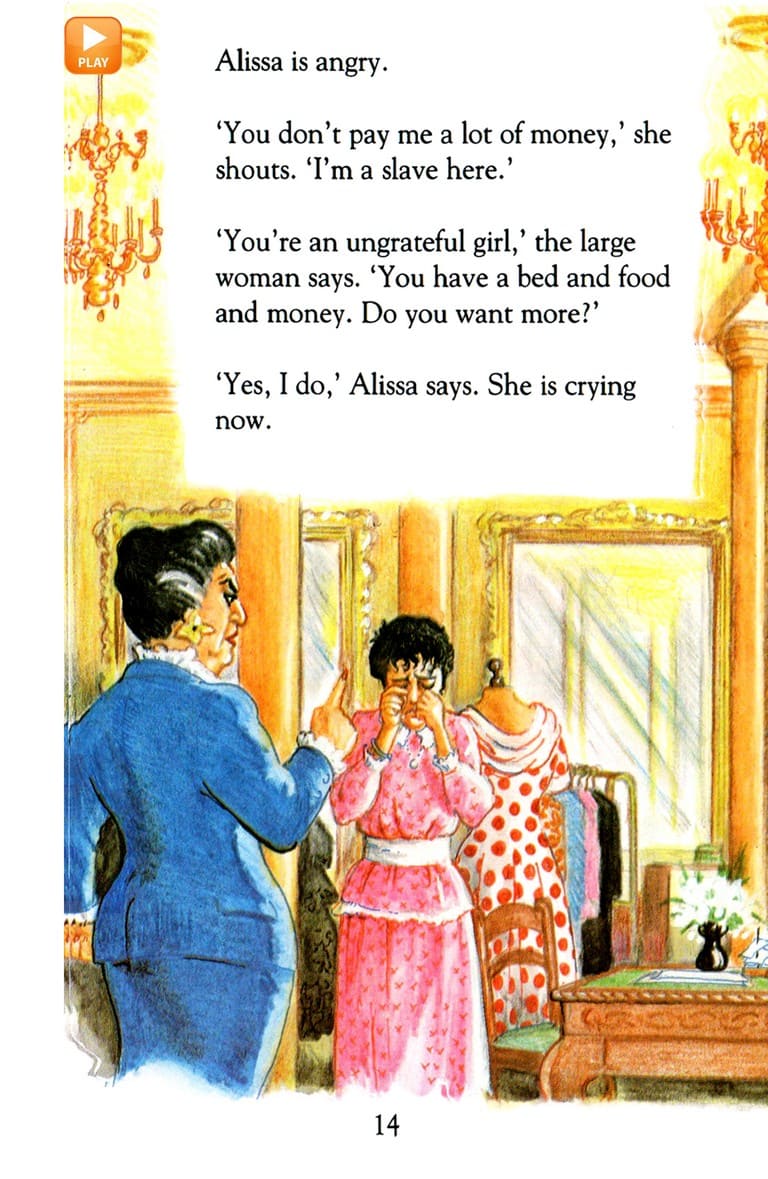 PLAY
Alissa is angry.
‘You don’t pay me a lot of money,’ she
shouts. ‘I’m a slave here.’
‘You’re an ungrateful girl,’ the large
woman says. ‘You have a bed and food
and money. Do you want more?’
‘Yes, I do,’ Alissa says. She is crying
now.
14